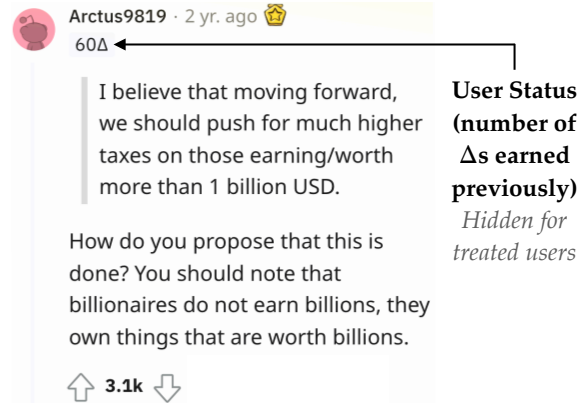 Arctus9819 · 2 yr. ago
60Δ
I believe that moving forward,
we should push for much higher
taxes on those earning/worth
more than 1 billion USD.
How do you propose that this is
done? You should note that
billionaires do not earn billions, they
own things that are worth billions.
3.1k
User Status
(number of
Δs earned
previously)
Hidden for
treated users